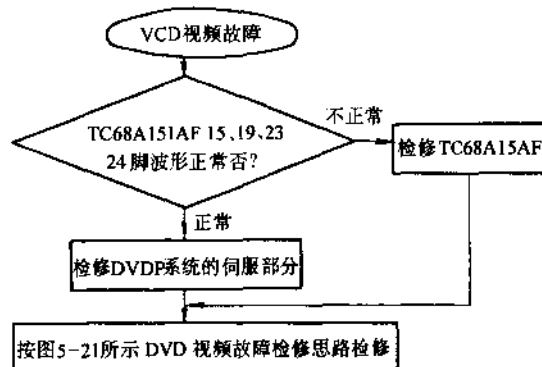 VCD视频故障
TC68A151AF 15、19、23
24脚波形正常否?
不正常
检修TC68A15AF
正常
检修DVDP系统的伺服部分
按图5-21所示 DVD 视频故障检修思路检修